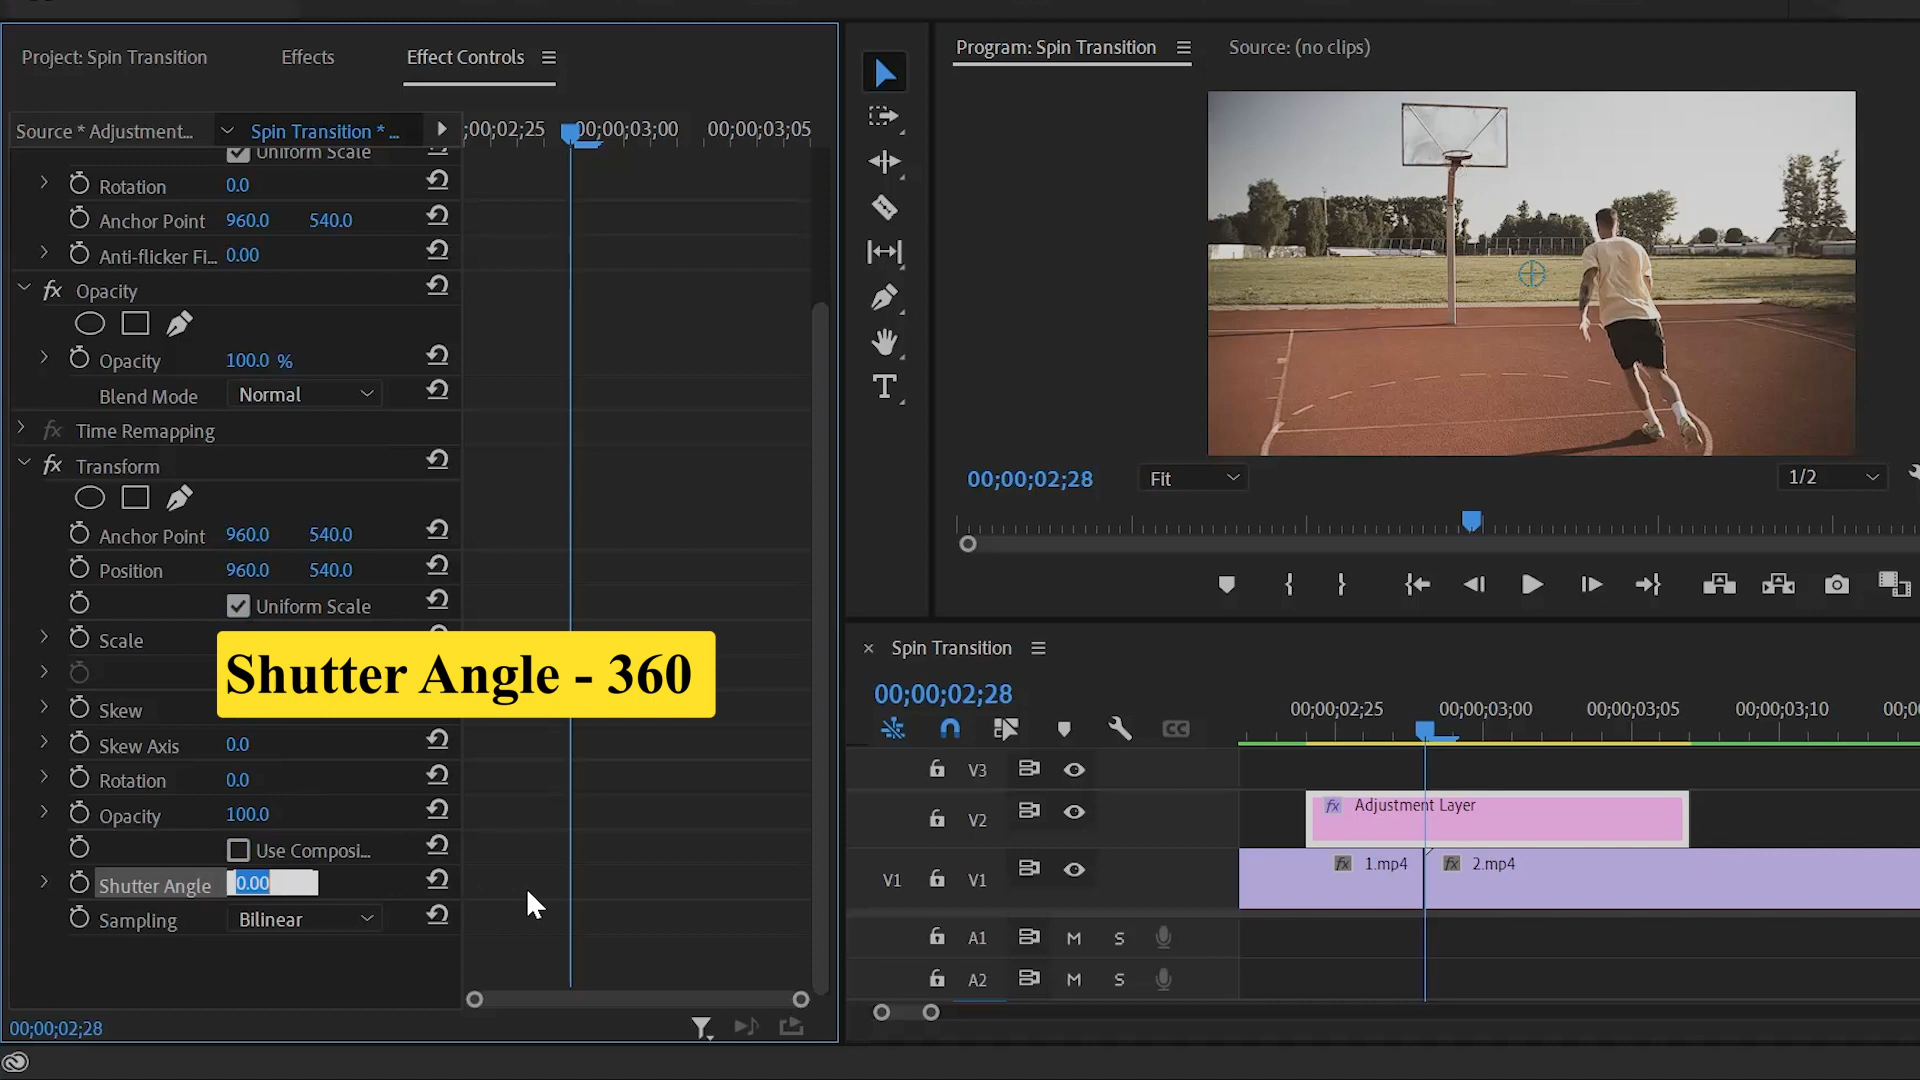 Project: Spin Transition
Effects
Effect Controls
Program: Spin Transition
Source: (no clips)
Source * Adjustment...
Spin Transition * ...
;00;02;25
00;00;03;00
00;00;03;05
Uniform Scale
Rotation 0.0
Anchor Point 960.0 540.0
Anti-flicker Fi... 0.00
fx Opacity
Opacity 100.0 %
Blend Mode Normal
fx Time Remapping
fx Transform
Anchor Point 960.0 540.0
Position 960.0 540.0
Uniform Scale
Scale
Shutter Angle - 360
Skew
Skew Axis 0.0
Rotation 0.0
Opacity 100.0
Use Composi...
Shutter Angle 0.00
Sampling Bilinear
00;00;02;28
00;00;02;28
Fit
1/2
Spin Transition
00;00;02;28
CC
00;00;02;25
00;00;03;00
00;00;03;05
00;00;03;10
00;0
V3
V2
fx Adjustment Layer
V1 V1
fx 1.mp4
fx 2.mp4
A1 M S
A2 M S